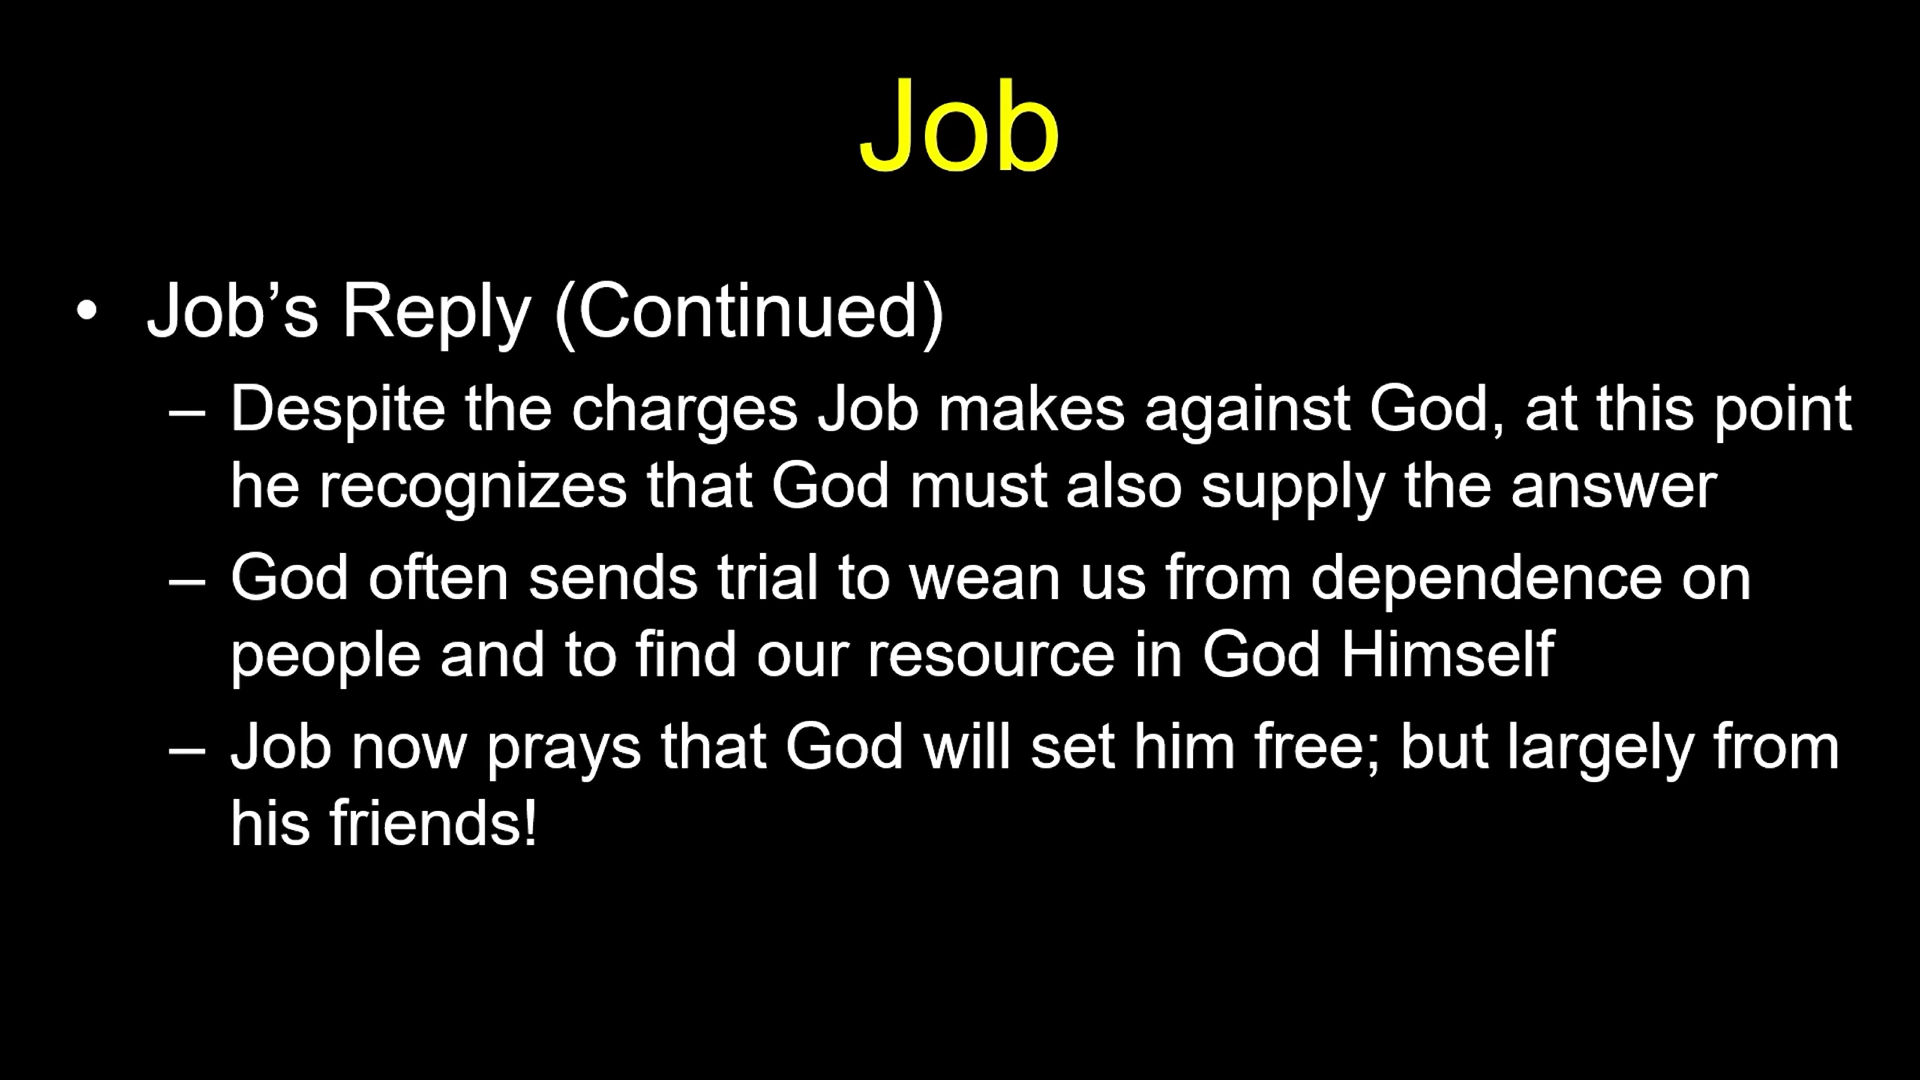 Job
• Job’s Reply (Continued)
– Despite the charges Job makes against God, at this point
he recognizes that God must also supply the answer
– God often sends trial to wean us from dependence on
people and to find our resource in God Himself
– Job now prays that God will set him free; but largely from
his friends!